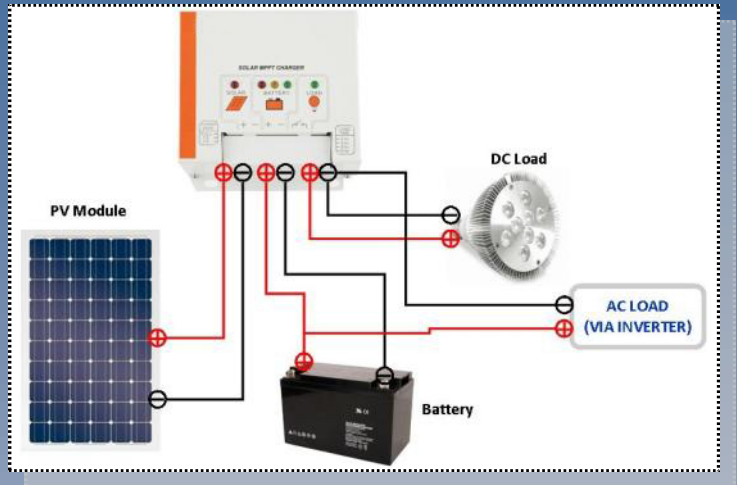 SOLAR MPPT CHARGER
SOLAR BATTERY LOAD
DC Load
PV Module
AC LOAD
(VIA INVERTER)
Battery